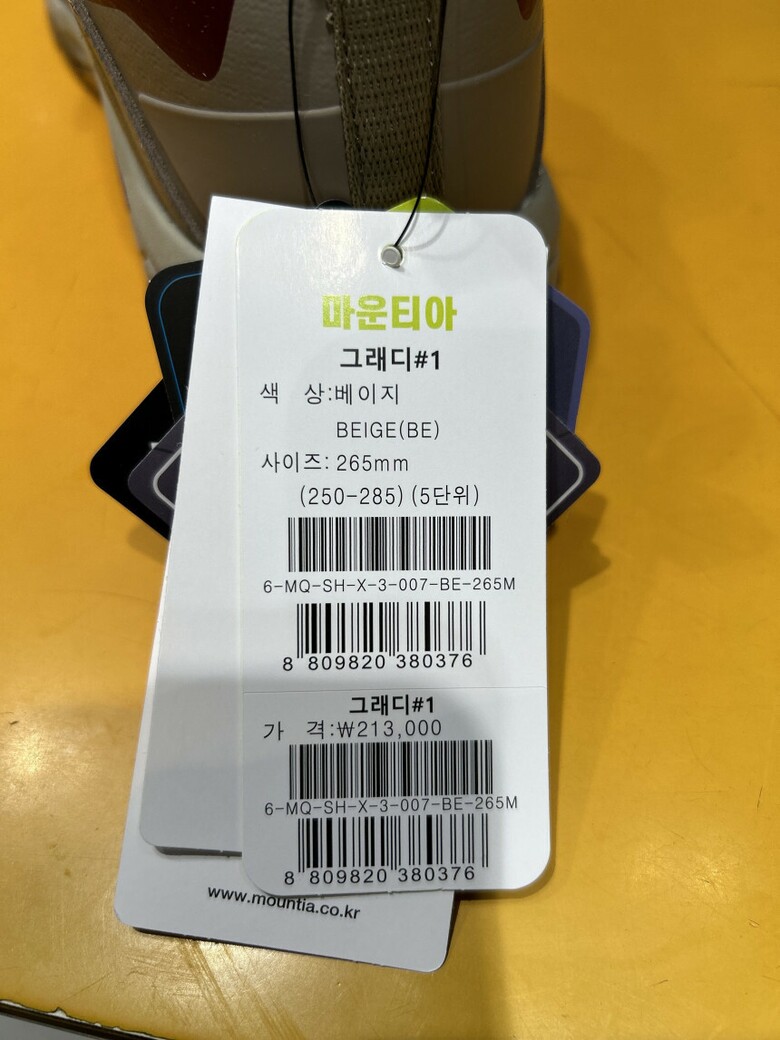 마운티아
그래디#1
색 상:베이지
BEIGE(BE)
사이즈: 265mm
(250-285) (5단위)
6-MQ-SH-X-3-007-BE-265M
8 809820 380376
그래디#1
가 격:₩213,000
6-MQ-SH-X-3-007-BE-265M
8 809820 380376
www.mountia.co.kr